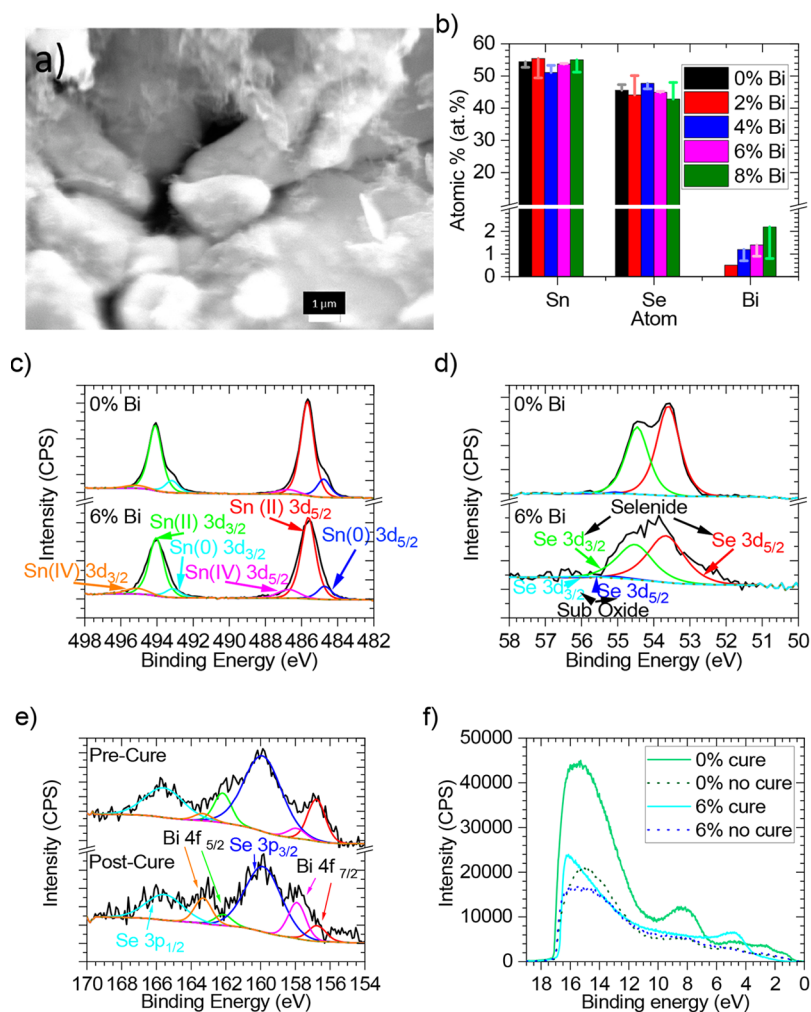 a)
1 µm
b)
Atomic % (at.%)
60
50
40
30
20
2
1
0
0% Bi
2% Bi
4% Bi
6% Bi
8% Bi
Sn Se Bi
Atom
c)
Intensity (CPS)
0% Bi
6% Bi
Sn (II) 3d5/2
Sn(II) 3d3/2
Sn(0) 3d5/2
Sn(0) 3d3/2
Sn(IV) 3d3/2
Sn(IV) 3d5/2
498 496 494 492 490 488 486 484 482
Binding Energy (eV)
d)
Intensity (CPS)
0% Bi
6% Bi
Selenide
Se 3d3/2
Se 3d5/2
Se 3d3/2
Se 3d5/2
Sub Oxide
58 57 56 55 54 53 52 51 50
Binding Energy (eV)
e)
Intensity (CPS)
Pre-Cure
Post-Cure
Bi 4f 5/2
Se 3p3/2
Bi 4f 7/2
Se 3p1/2
170 168 166 164 162 160 158 156 154
Binding Energy (eV)
f)
Intensity (CPS)
50000
40000
30000
20000
10000
0
0% cure
0% no cure
6% cure
6% no cure
18 16 14 12 10 8 6 4 2 0
Binding energy (eV)